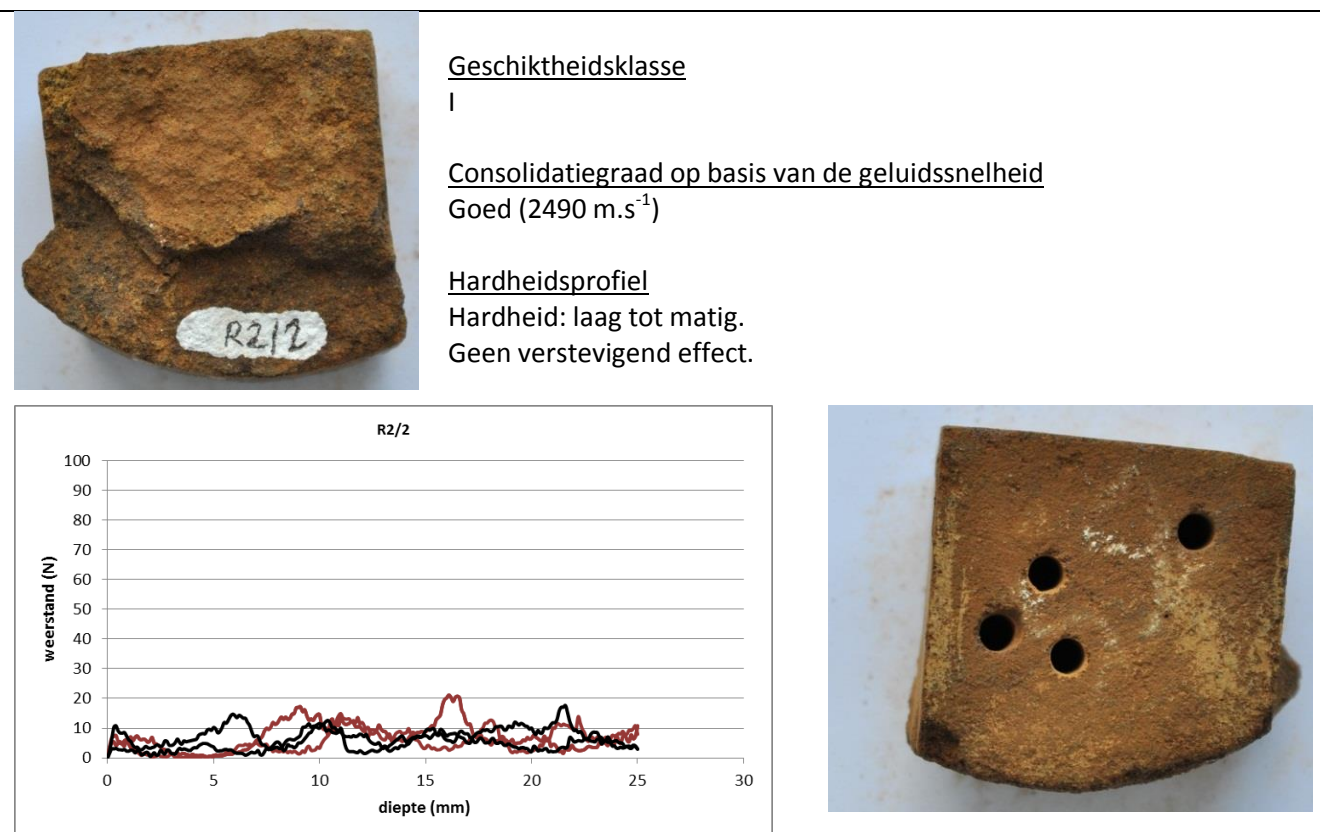 R2/2
Geschiktheidsklasse
I
Consolidatiegraad op basis van de geluidssnelheid
Goed (2490 m.s⁻¹)
Hardheidsprofiel
Hardheid: laag tot matig.
Geen verstevigend effect.
R2/2
weerstand (N)
100
90
80
70
60
50
40
30
20
10
0
0 5 10 15 20 25 30
diepte (mm)